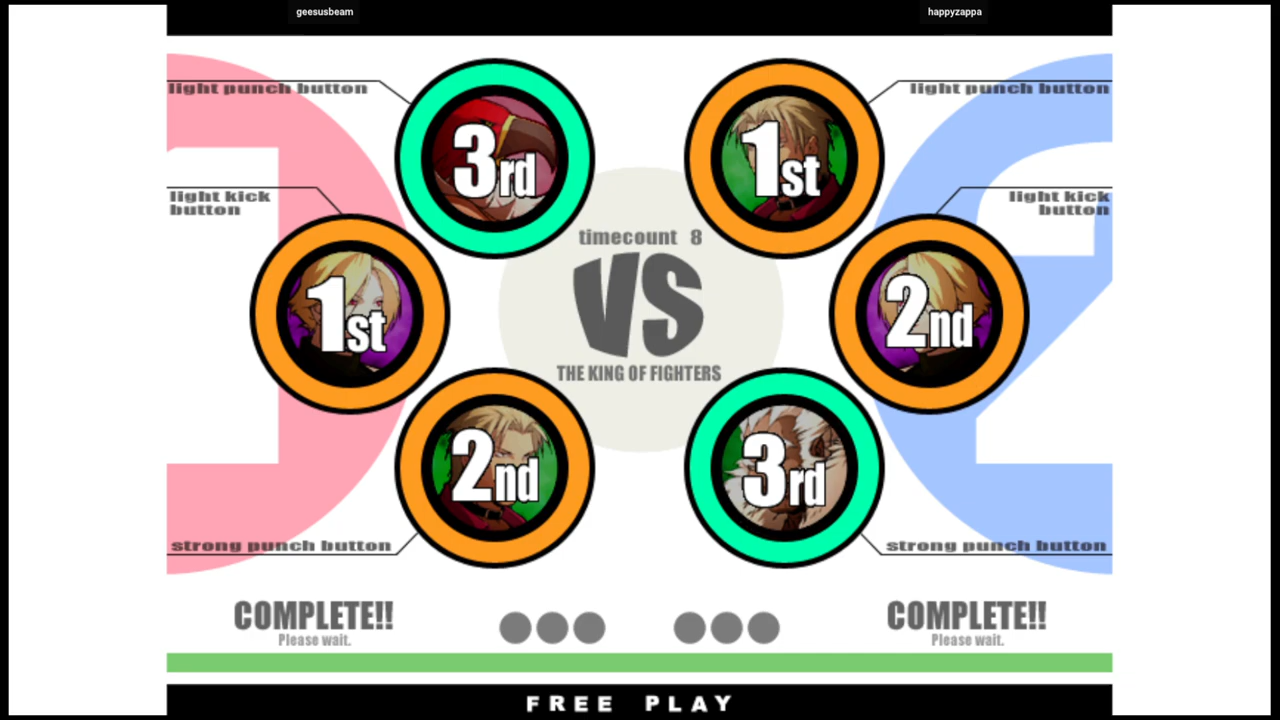 geesusbeam
happyzappa
light punch button
light punch button
3rd
1st
light kick
button
light kick
button
timecount 8
VS
THE KING OF FIGHTERS
1st
2nd
2nd
3rd
strong punch button
strong punch button
COMPLETE!!
Please wait.
COMPLETE!!
Please wait.
FREE PLAY